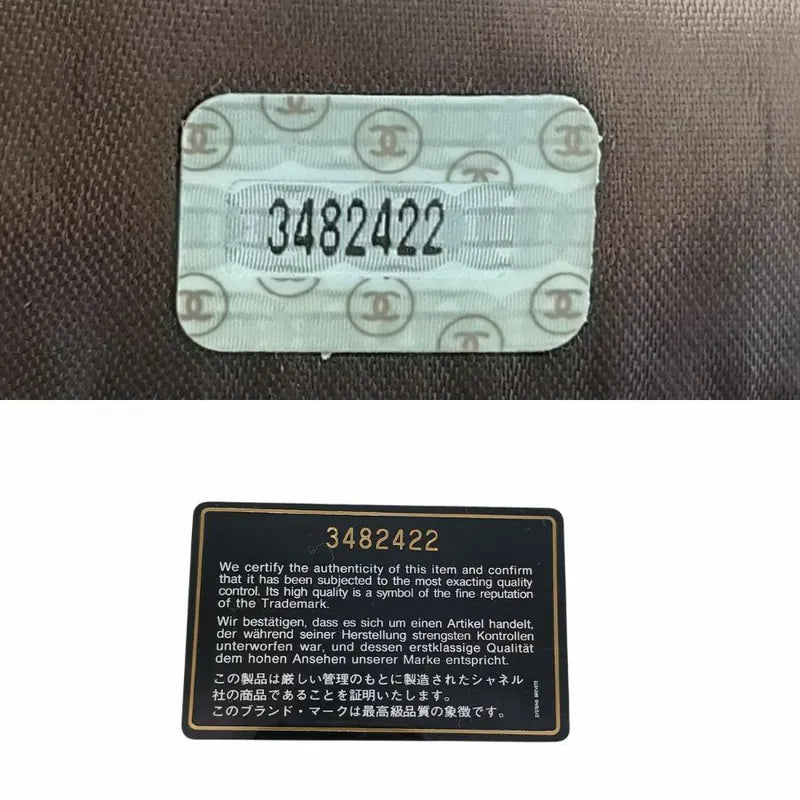 3482422
3482422
We certify the authenticity of this item and confirm
that it has been subjected to the most exacting quality
control. Its high quality is a symbol of the fine reputation
of the Trademark.
Wir bestätigen, dass es sich um einen Artikel handelt,
der während seiner Herstellung strengsten Kontrollen
unterworfen war, und dessen erstklassige Qualität
dem hohen Ansehen unserer Marke entspricht.
この製品は厳しい管理のもとに製造されたシャネル
社の商品であることを証明いたします。
このブランド・マークは最高級品質の象徴です。
SYSTEME BREVETE